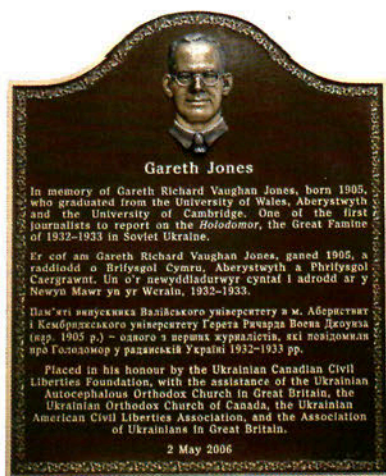 Gareth Jones
In memory of Gareth Richard Vaughan Jones, born 1905,
who graduated from the University of Wales, Aberystwyth
and the University of Cambridge. One of the first
journalists to report on the Holodomor, the Great Famine
of 1932–1933 in Soviet Ukraine.
Er cof am Gareth Richard Vaughan Jones, ganed 1905, a
raddiodd o Brifysgol Cymru, Aberystwyth a Phrifysgol
Caergrawnt. Un o'r newyddiadurwyr cyntaf i adrodd ar y
Newyn Mawr yn yr Wcrain, 1932–1933.
Пам'яті випускника Валійського університету в м. Абериствит
і Кембриджського університету Ґерета Ричарда Воена Джоунза
(нар. 1905 р.) – одного з перших журналістів, які повідомили
про Голодомор у радянській Україні 1932–1933 рр.
Placed in his honour by the Ukrainian Canadian Civil
Liberties Foundation, with the assistance of the Ukrainian
Autocephalous Orthodox Church in Great Britain, the
Ukrainian Orthodox Church of Canada, the Ukrainian
American Civil Liberties Association, and the Association
of Ukrainians in Great Britain.
2 May 2006